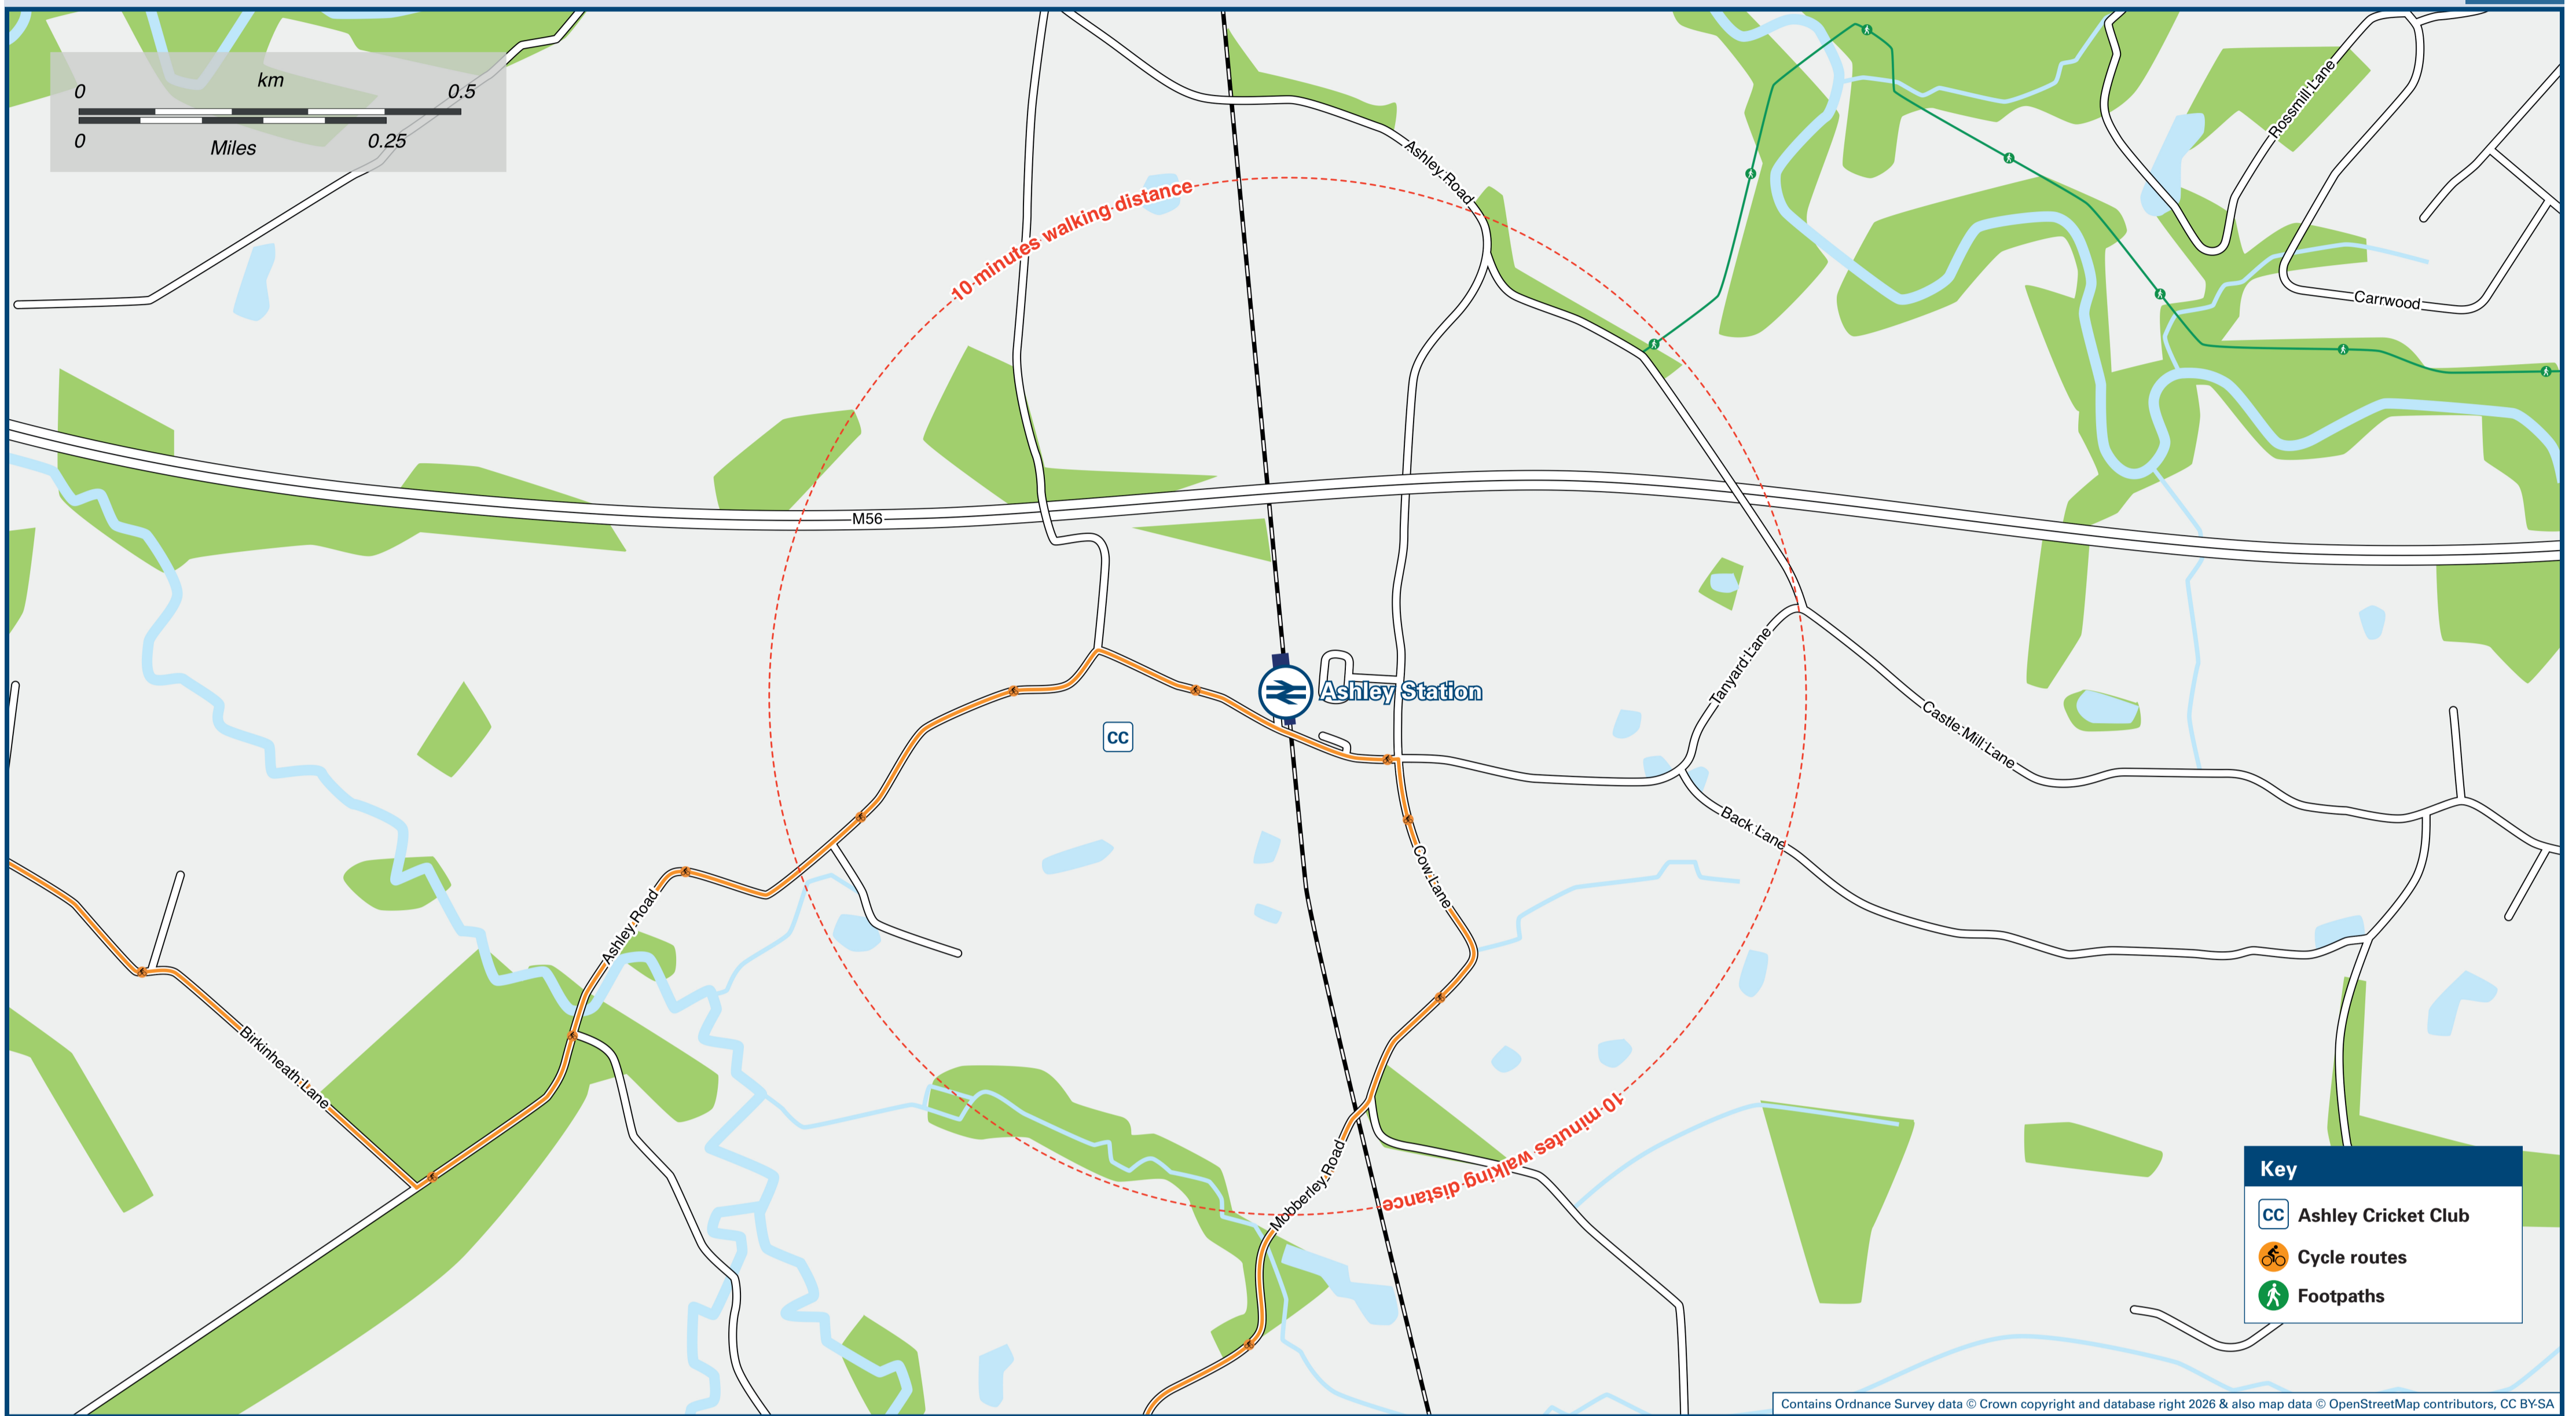 km
0 0.5
0 0.25
Miles
Rossmill Lane
Ashley Road
10 minutes walking distance
Carrwood
M56
Tanyard Lane
Ashley Station
CC
Castle Mill Lane
Back Lane
Cow Lane
Ashley Road
Birkinheath Lane
10 minutes walking distance
Mobberley Road
Key
CC Ashley Cricket Club
Cycle routes
Footpaths
Contains Ordnance Survey data © Crown copyright and database right 2026 & also map data © OpenStreetMap contributors, CC BY-SA